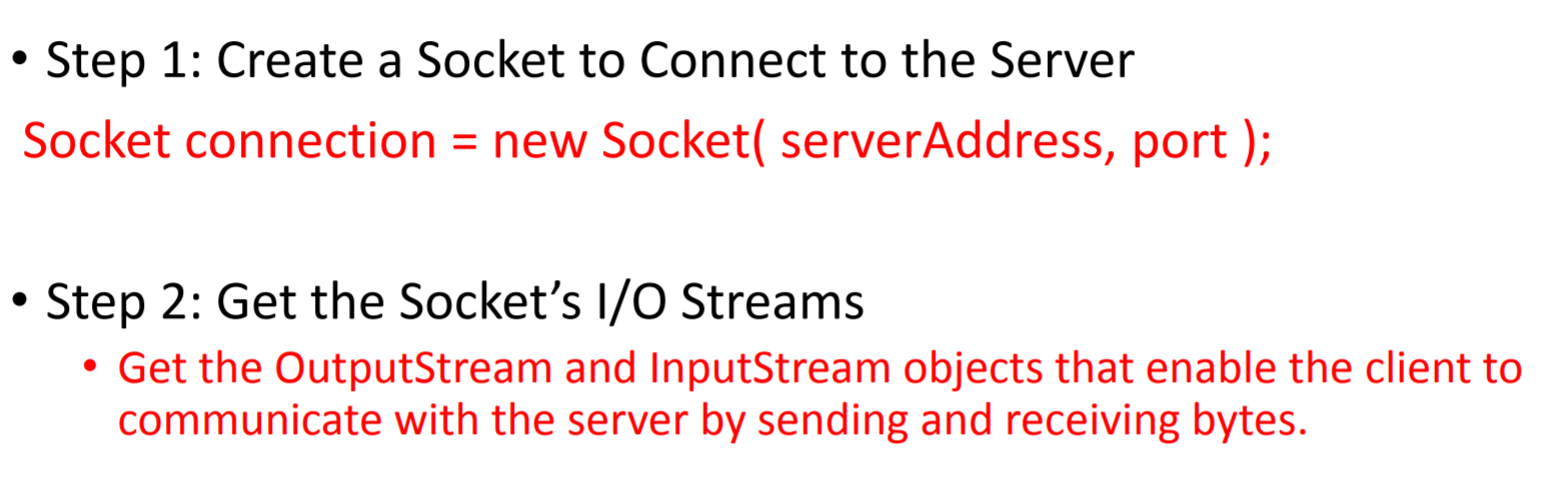 • Step 1: Create a Socket to Connect to the Server
Socket connection = new Socket( serverAddress, port );
• Step 2: Get the Socket’s I/O Streams
• Get the OutputStream and InputStream objects that enable the client to
communicate with the server by sending and receiving bytes.